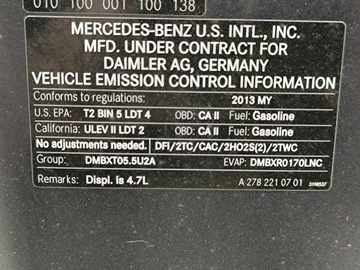 010 100 001 100 138
MERCEDES-BENZ U.S. INTL., INC.
MFD. UNDER CONTRACT FOR
DAIMLER AG, GERMANY
VEHICLE EMISSION CONTROL INFORMATION
Conforms to regulations: 2013 MY
U.S. EPA: T2 BIN 5 LDT 4 OBD: CA II Fuel: Gasoline
California: ULEV II LDT 2 OBD: CA II Fuel: Gasoline
No adjustments needed. DFI/2TC/CAC/2HO2S(2)/2TWC
Group: DMBXT05.5U2A EVAP: DMBXR0170LNC
Remarks: Displ. is 4.7L A 278 221 07 01